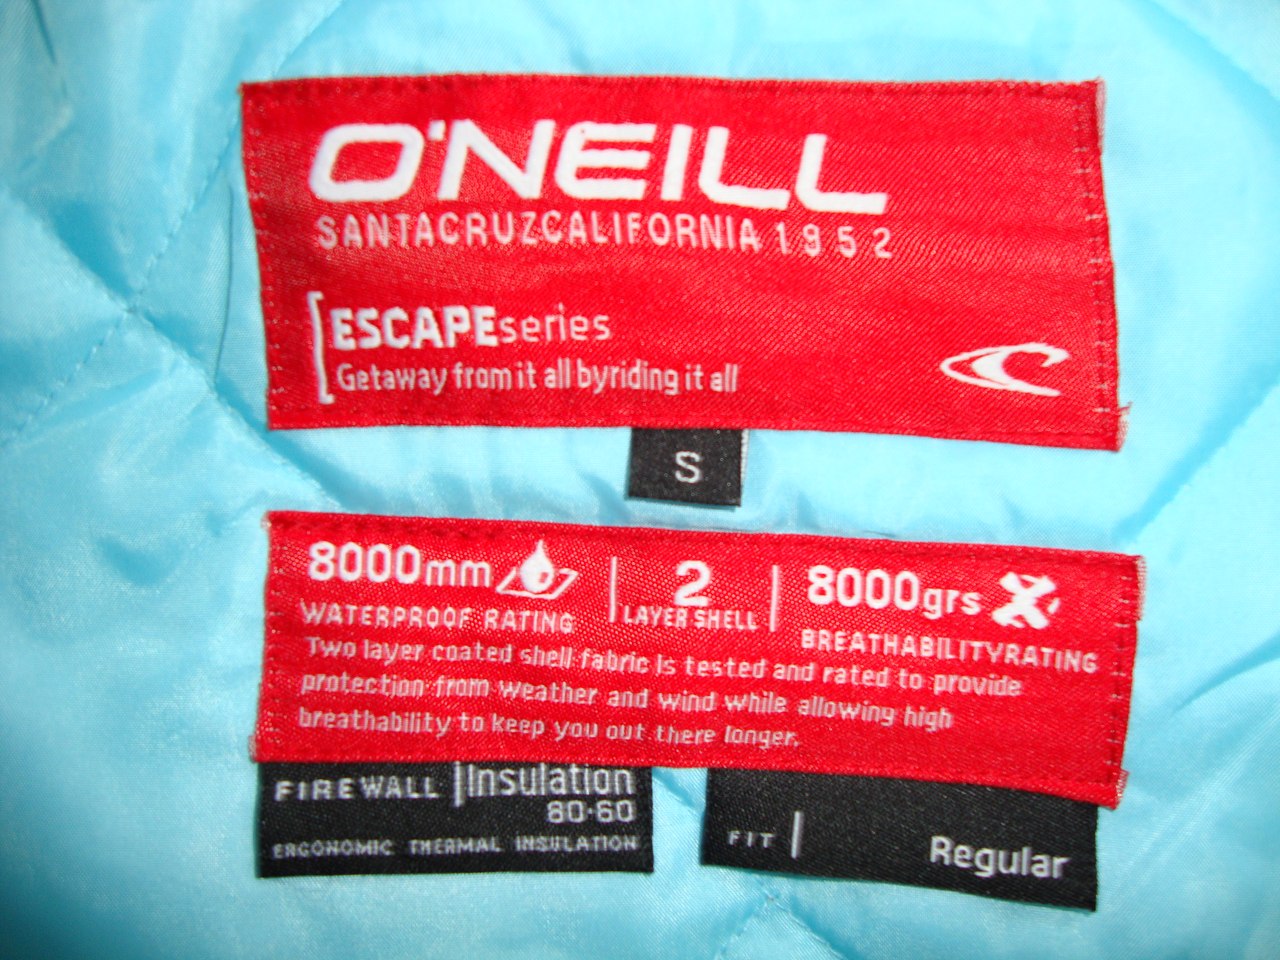 O'NEILL
SANTACRUZCALIFORNIA 1952
ESCAPEseries
Getaway from it all byriding it all
S
8000mm
WATERPROOF RATING
2
LAYER SHELL
8000grs
BREATHABILITYRATING
Two layer coated shell fabric is tested and rated to provide
protection from weather and wind while allowing high
breathability to keep you out there longer.
FIREWALL Insulation
80-60
ERGONOMIC THERMAL INSULATION
FIT Regular